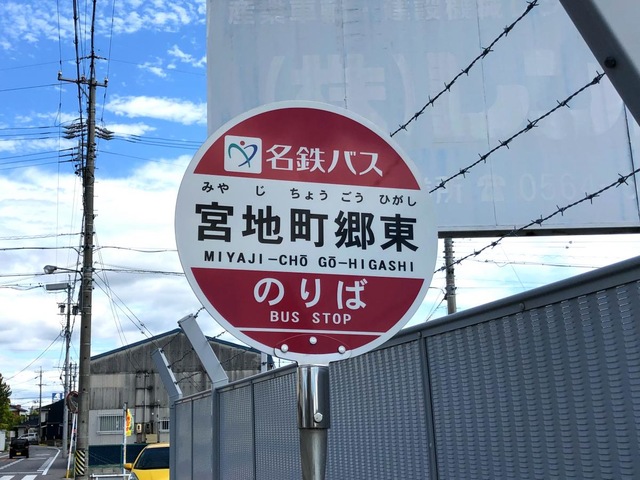 名鉄バス
みや じ ちょう ごう ひがし
宮地町郷東
MIYAJI-CHŌ GŌ-HIGASHI
のりば
BUS STOP